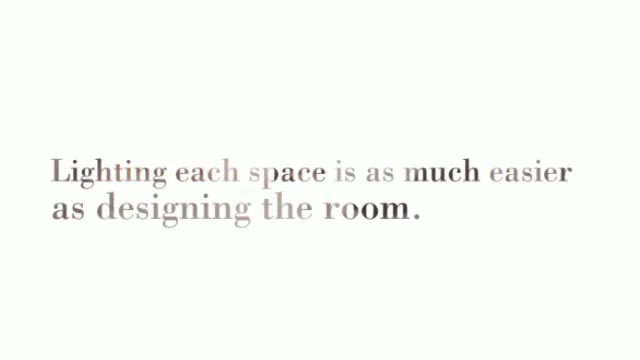 Lighting each space is as much easier
as designing the room.